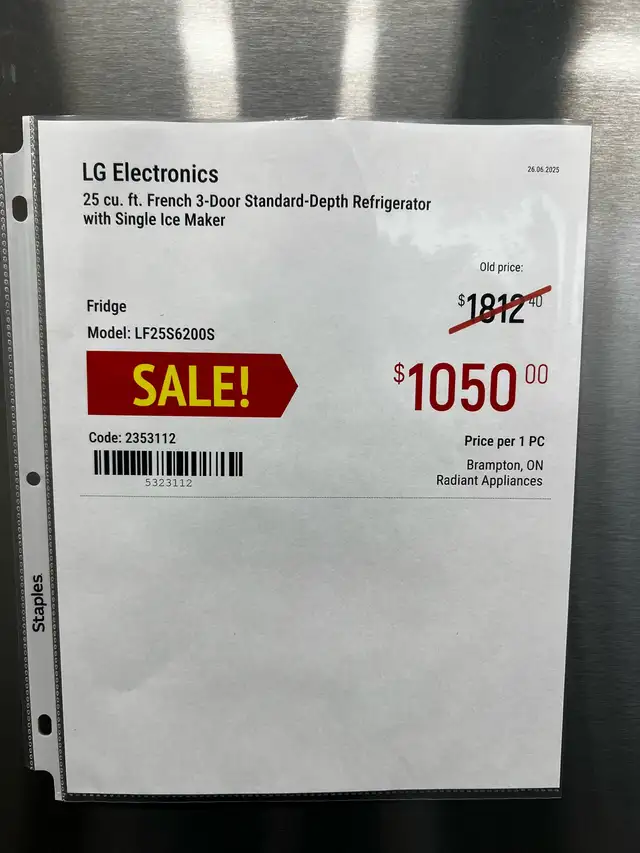 LG Electronics
26.06.2025
25 cu. ft. French 3-Door Standard-Depth Refrigerator
with Single Ice Maker
Old price:
$1812.40
Fridge
Model: LF25S6200S
SALE!
$1050 00
Code: 2353112
5323112
Price per 1 PC
Brampton, ON
Radiant Appliances
Staples